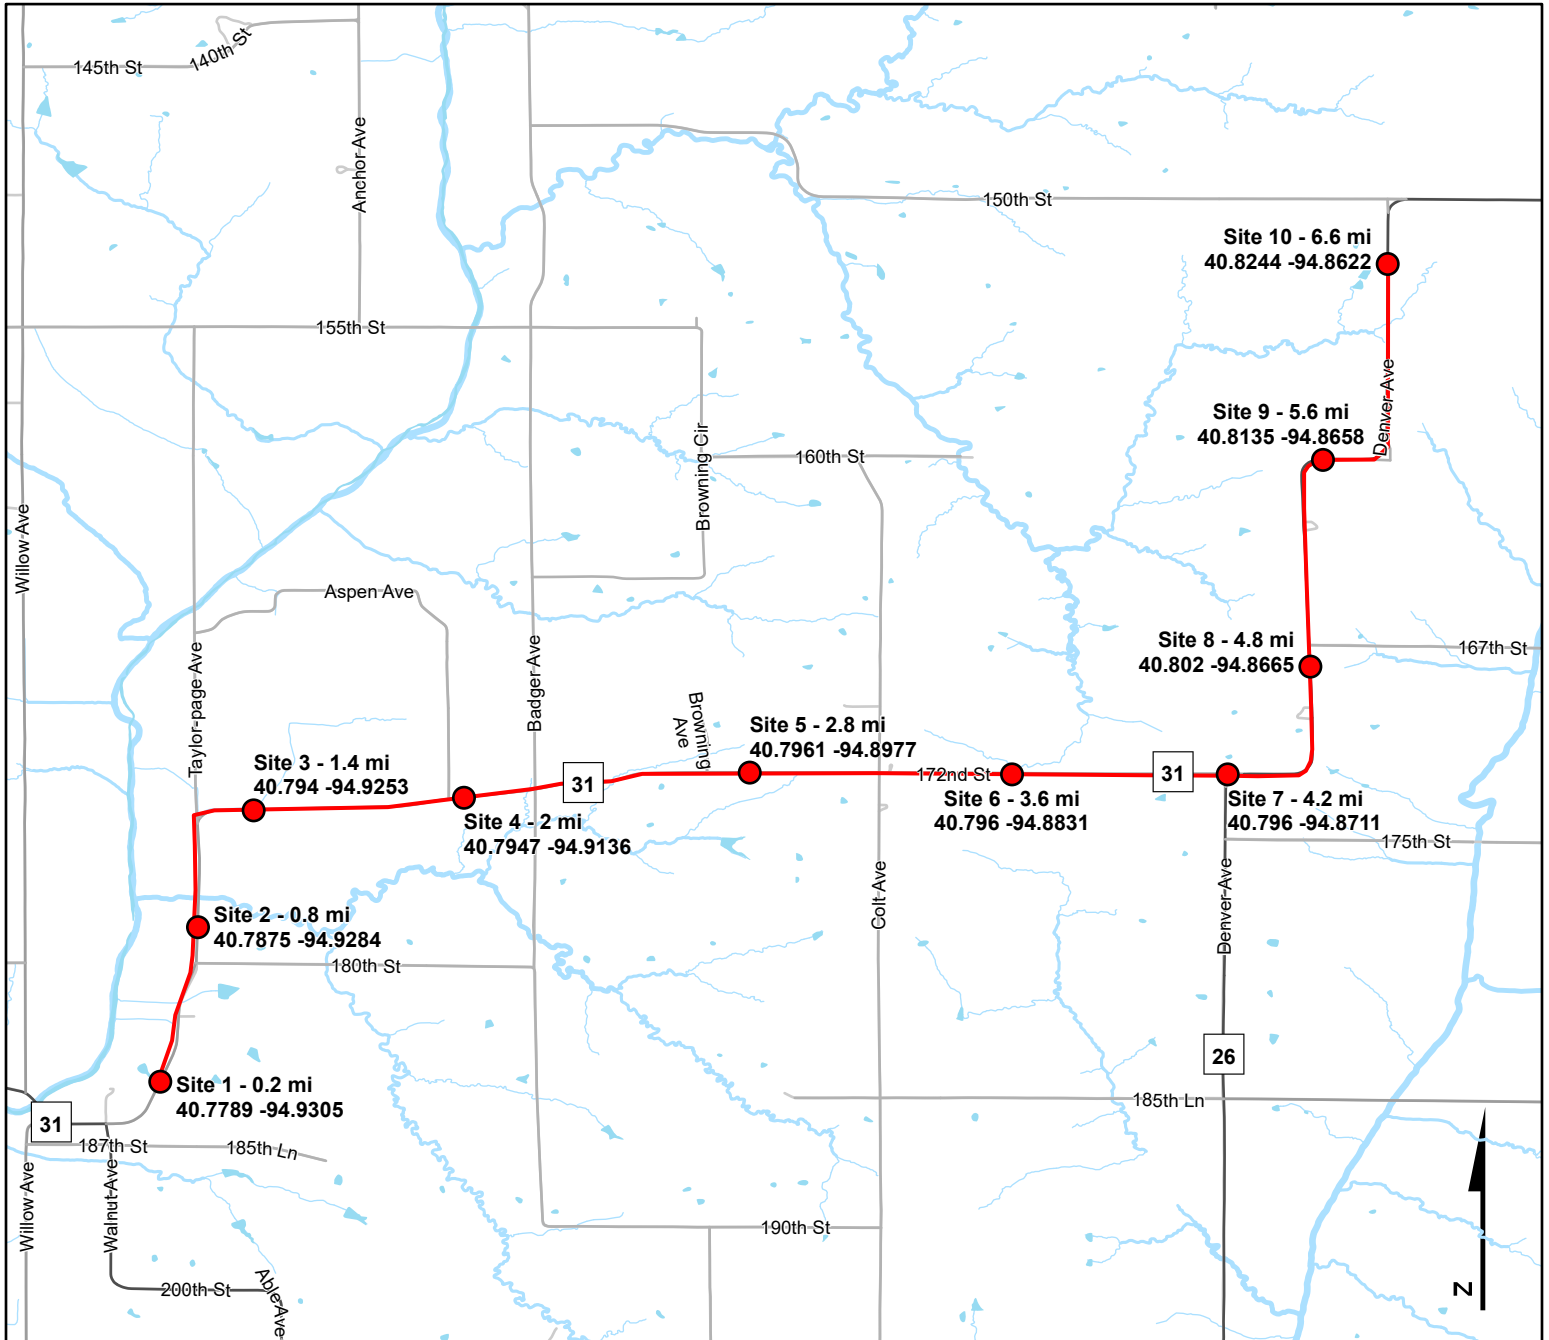 140th St
145th St
Anchor Ave
150th St
Site 10 - 6.6 mi
40.8244 -94.8622
155th St
Denver Ave
Site 9 - 5.6 mi
40.8135 -94.8658
Browning Cir
160th St
Willow Ave
Aspen Ave
Taylor-page Ave
Badger Ave
Site 8 - 4.8 mi
40.802 -94.8665
167th St
Browning
Ave
Site 5 - 2.8 mi
40.7961 -94.8977
Site 3 - 1.4 mi
40.794 -94.9253
31
172nd St
31
Site 4 - 2 mi
40.7947 -94.9136
Site 6 - 3.6 mi
40.796 -94.8831
Site 7 - 4.2 mi
40.796 -94.8711
175th St
Colt Ave
Denver Ave
Site 2 - 0.8 mi
40.7875 -94.9284
180th St
26
Site 1 - 0.2 mi
40.7789 -94.9305
185th Ln
31
187th St
185th Ln
Willow Ave
Walnut Ave
190th St
200th St
Able Ave
N